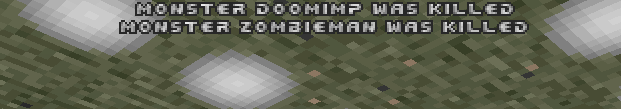 MONSTER DOOMIMP WAS KILLED
MONSTER ZOMBIEMAN WAS KILLED